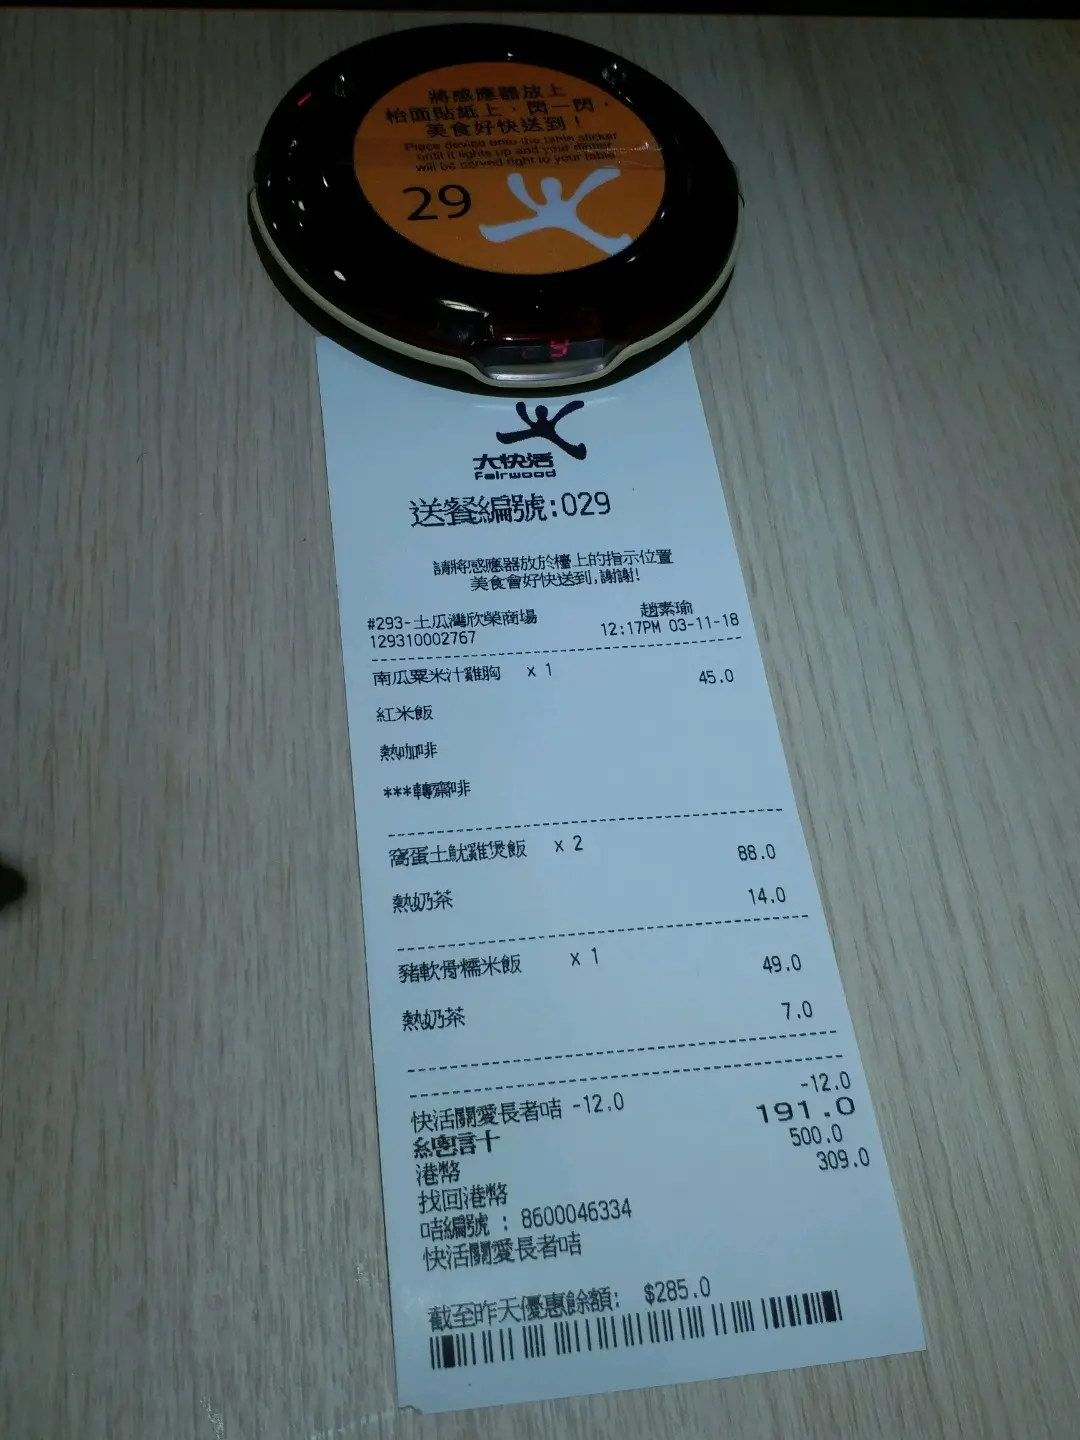 將感應器放上
枱面貼紙上，閃一閃，
美食好快送到！
Place device onto the table sticker
until it lights up and your dinner
will be served right to your table
29
大快活
Fairwood
送餐編號:029
請將感應器放於檯上的指示位置
美食會好快送到,謝謝!
#293-土瓜灣欣榮商場 趙素瑜
129310002767 12:17PM 03-11-18
南瓜粟米汁雞胸 x 1 45.0
紅米飯
熱咖啡
***轉齋啡
窩蛋土魷雞煲飯 x 2 88.0
熱奶茶 14.0
豬軟骨糯米飯 x 1 49.0
熱奶茶 7.0
快活關愛長者咭 -12.0 -12.0
總計 191.0
港幣 500.0
找回港幣 309.0
咭編號 : 8600046334
快活關愛長者咭
截至昨天優惠餘額: $285.0